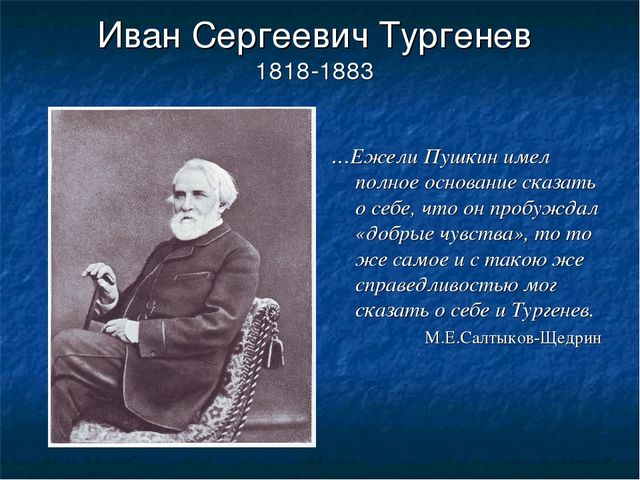 Иван Сергеевич Тургенев
1818-1883
...Ежели Пушкин имел
полное основание сказать
о себе, что он пробуждал
«добрые чувства», то то
же самое и с такою же
справедливостью мог
сказать о себе и Тургенев.
М.Е.Салтыков-Щедрин